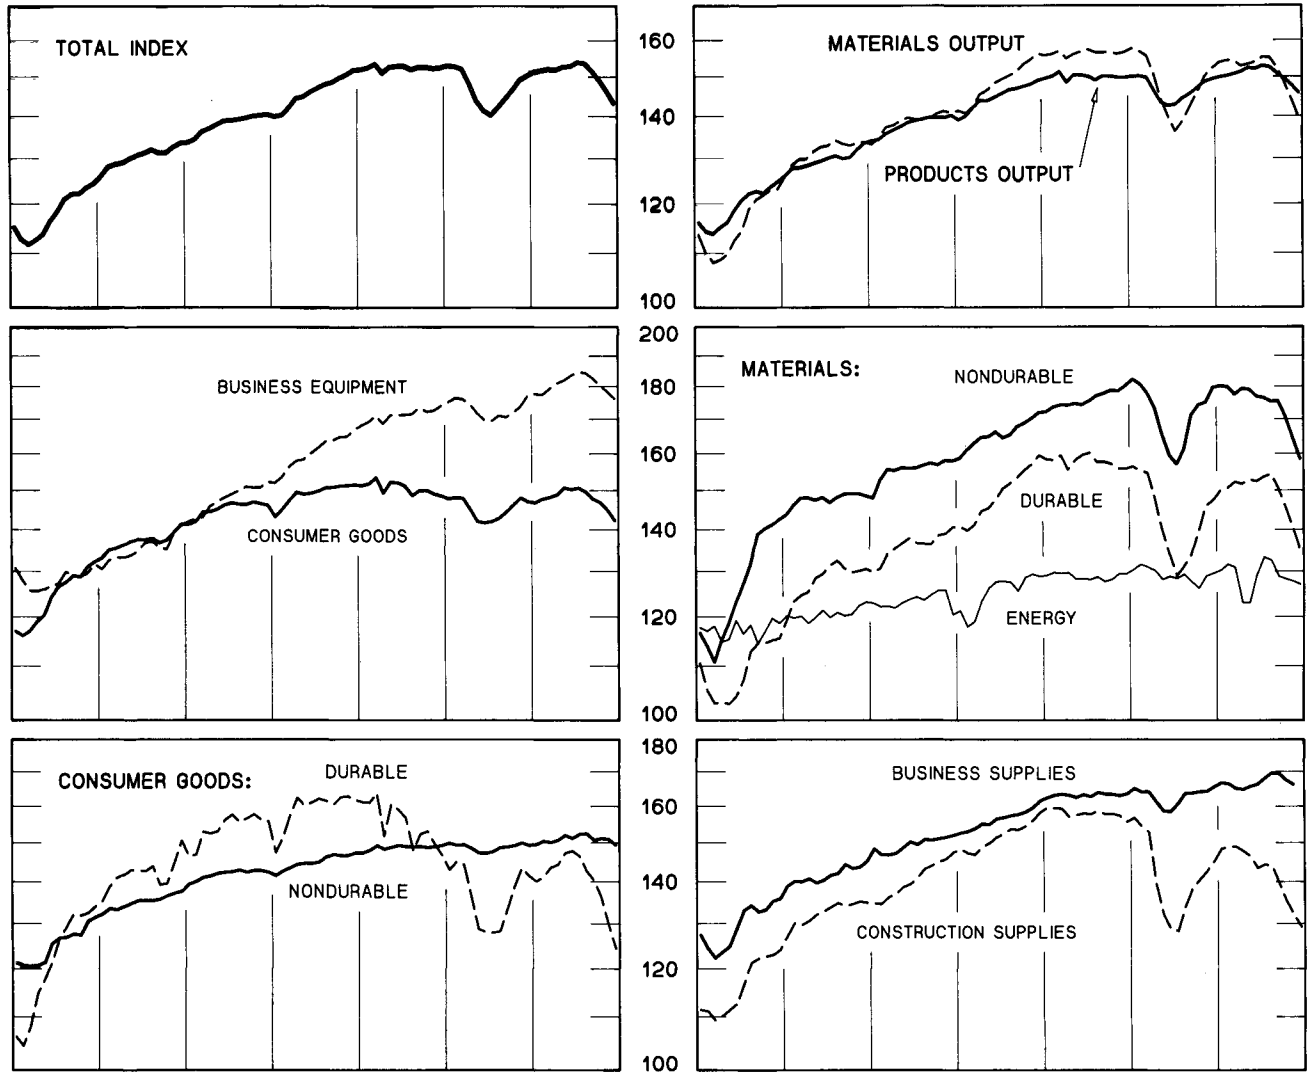 TOTAL INDEX
160
MATERIALS OUTPUT
140
PRODUCTS OUTPUT
120
100
200
BUSINESS EQUIPMENT
180
MATERIALS:
NONDURABLE
160
DURABLE
CONSUMER GOODS
140
120
ENERGY
100
180
CONSUMER GOODS:
DURABLE
BUSINESS SUPPLIES
160
140
NONDURABLE
CONSTRUCTION SUPPLIES
120
100